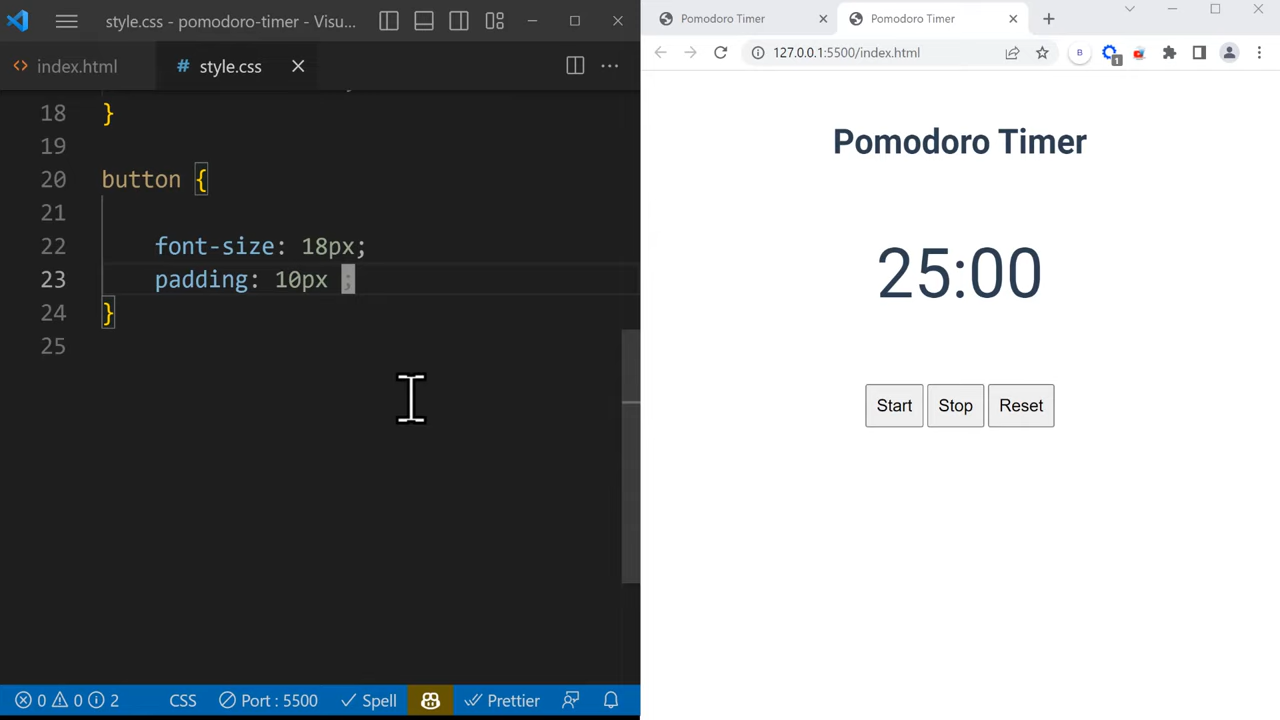 style.css - pomodoro-timer - Visu...
index.html
# style.css
18 }
19
20 button {
21
22 font-size: 18px;
23 padding: 10px ;
24 }
25
0 0 2 CSS Port : 5500 Spell Prettier
Pomodoro Timer
Pomodoro Timer
127.0.0.1:5500/index.html
B
1
Pomodoro Timer
25:00
Start Stop Reset